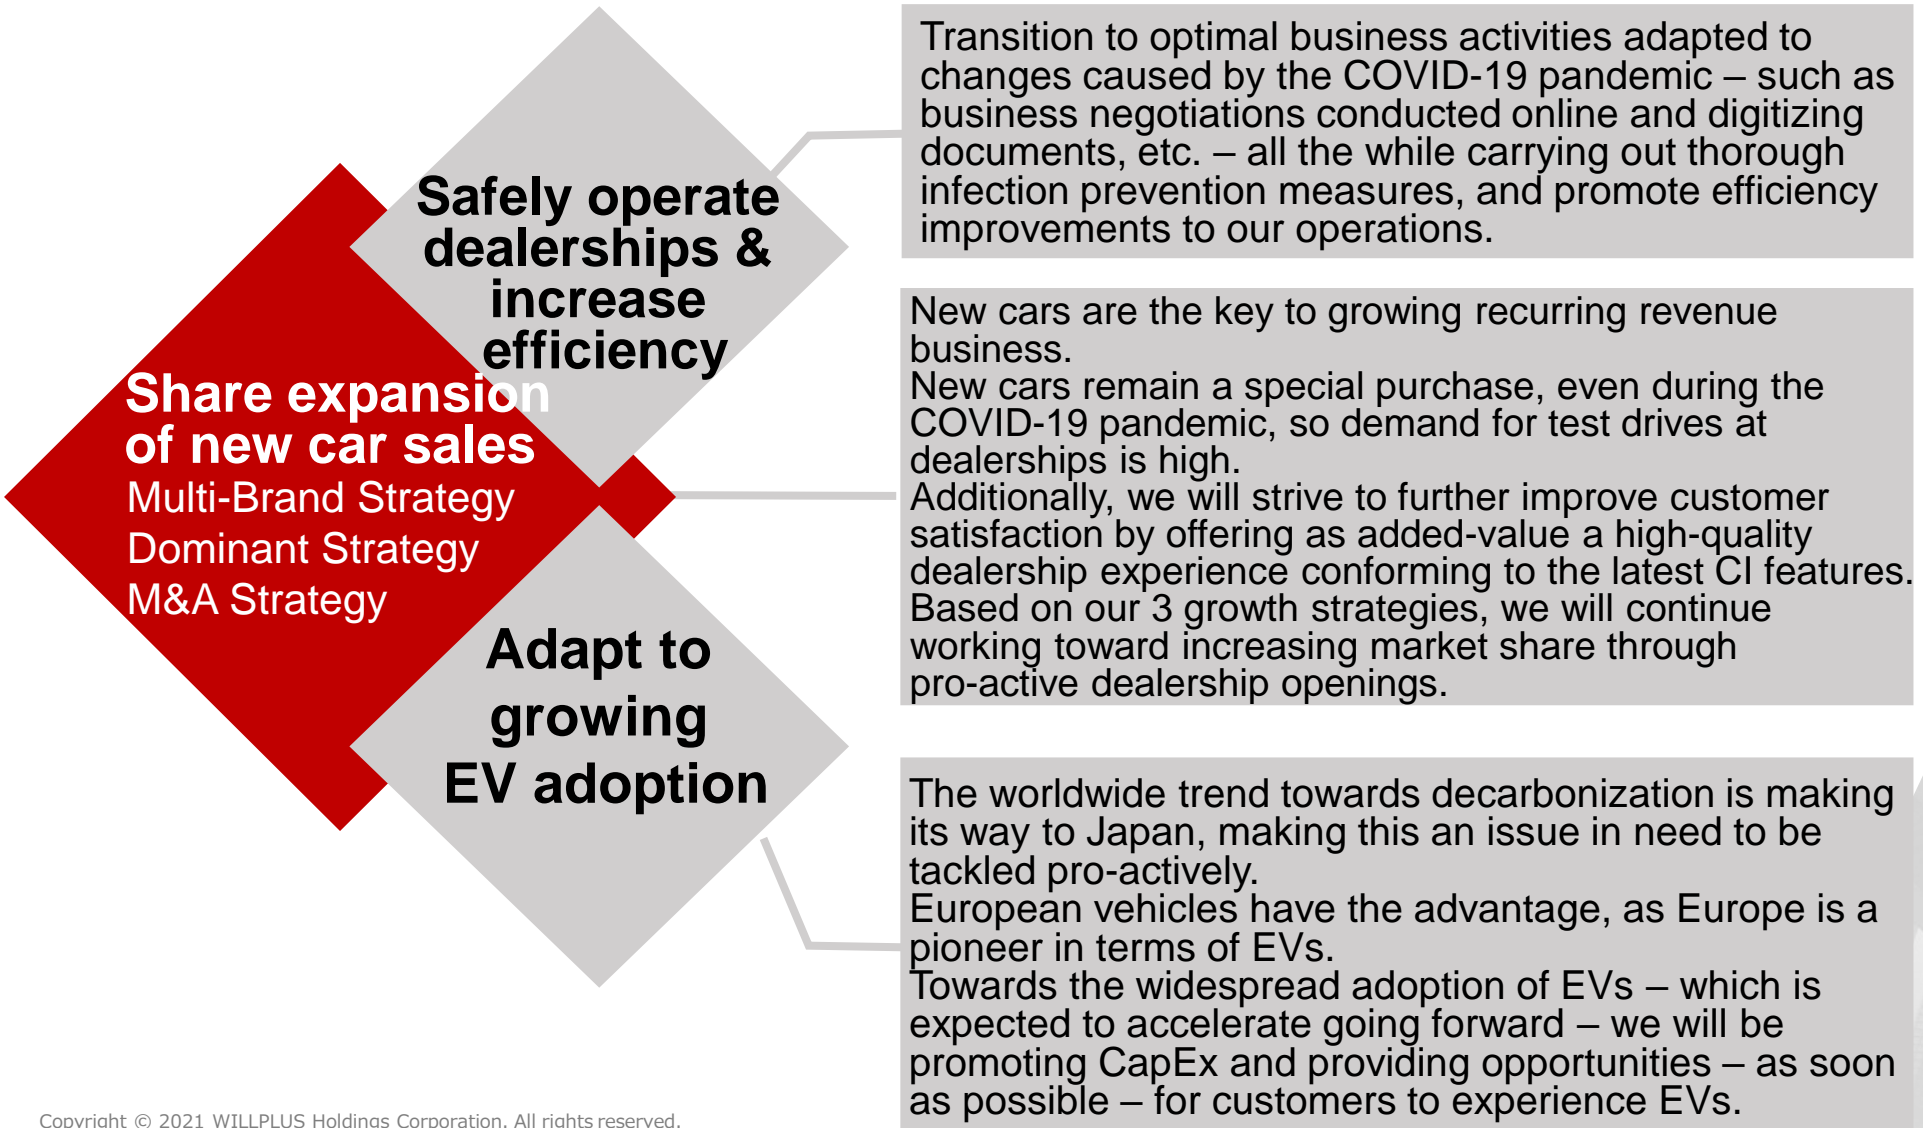 Safely operate
dealerships &
increase
efficiency
Transition to optimal business activities adapted to
changes caused by the COVID-19 pandemic – such as
business negotiations conducted online and digitizing
documents, etc. – all the while carrying out thorough
infection prevention measures, and promote efficiency
improvements to our operations.
Share expansion
of new car sales
Multi-Brand Strategy
Dominant Strategy
M&A Strategy
New cars are the key to growing recurring revenue
business.
New cars remain a special purchase, even during the
COVID-19 pandemic, so demand for test drives at
dealerships is high.
Additionally, we will strive to further improve customer
satisfaction by offering as added-value a high-quality
dealership experience conforming to the latest CI features.
Based on our 3 growth strategies, we will continue
working toward increasing market share through
pro-active dealership openings.
Adapt to
growing
EV adoption
The worldwide trend towards decarbonization is making
its way to Japan, making this an issue in need to be
tackled pro-actively.
European vehicles have the advantage, as Europe is a
pioneer in terms of EVs.
Towards the widespread adoption of EVs – which is
expected to accelerate going forward – we will be
promoting CapEx and providing opportunities – as soon
as possible – for customers to experience EVs.
Copyright © 2021 WILLPLUS Holdings Corporation. All rights reserved.